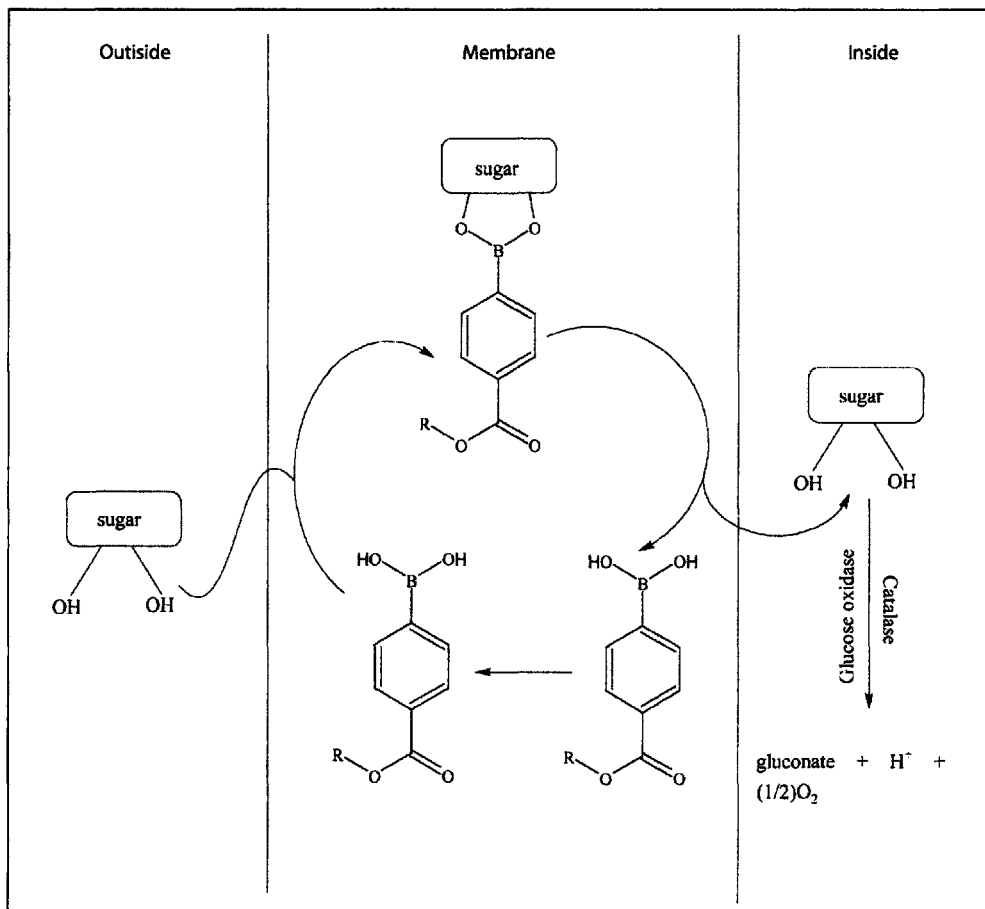 Outiside
Membrane
Inside
sugar
O
O
B
R
O
O
sugar
OH
OH
sugar
OH
OH
HO
OH
B
R
O
O
HO
OH
B
R
O
O
Glucose oxidase
Catalase
gluconate + H⁺ +
(1/2)O₂